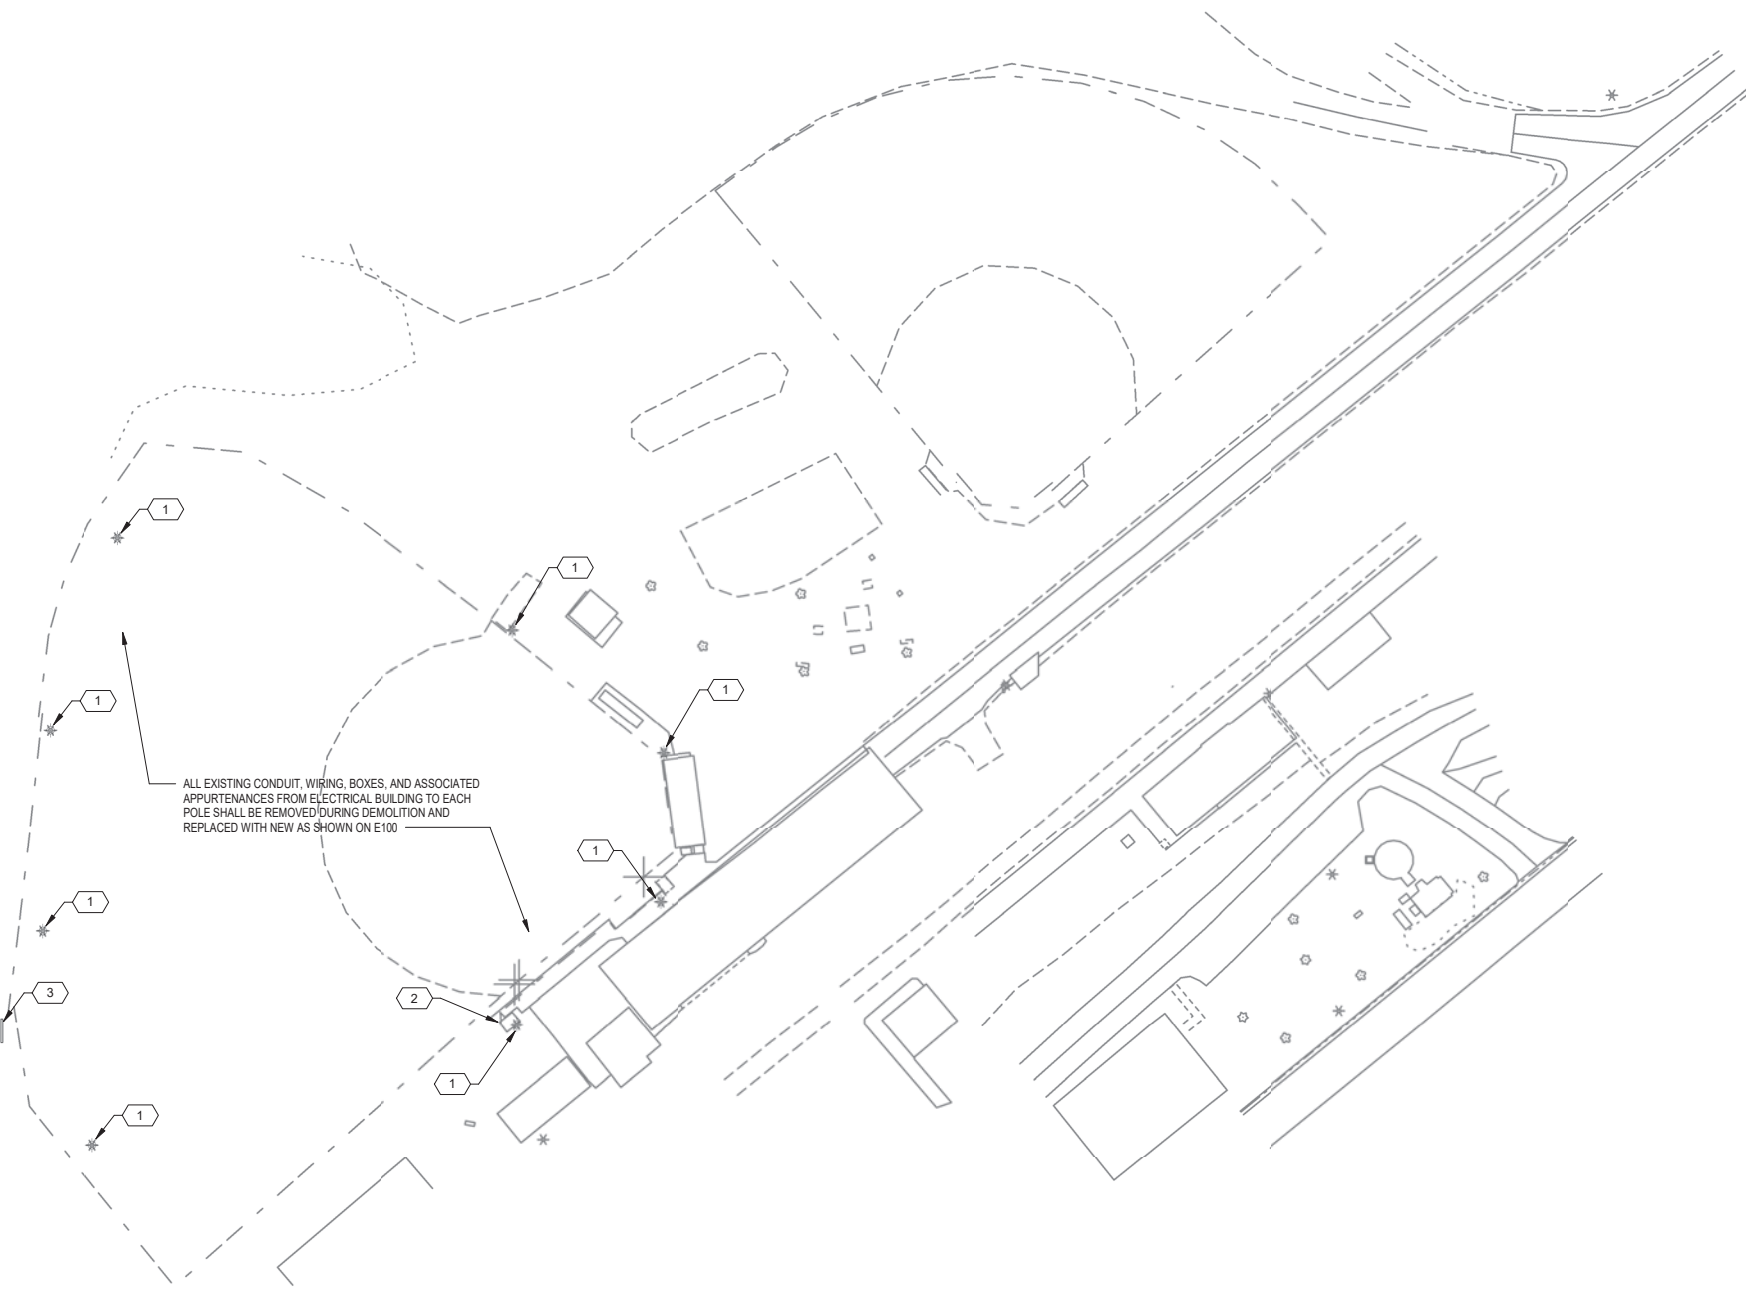 1
1
1
1
ALL EXISTING CONDUIT, WIRING, BOXES, AND ASSOCIATED
APPURTENANCES FROM ELECTRICAL BUILDING TO EACH
POLE SHALL BE REMOVED DURING DEMOLITION AND
REPLACED WITH NEW AS SHOWN ON E100
1
1
3
2
1
1